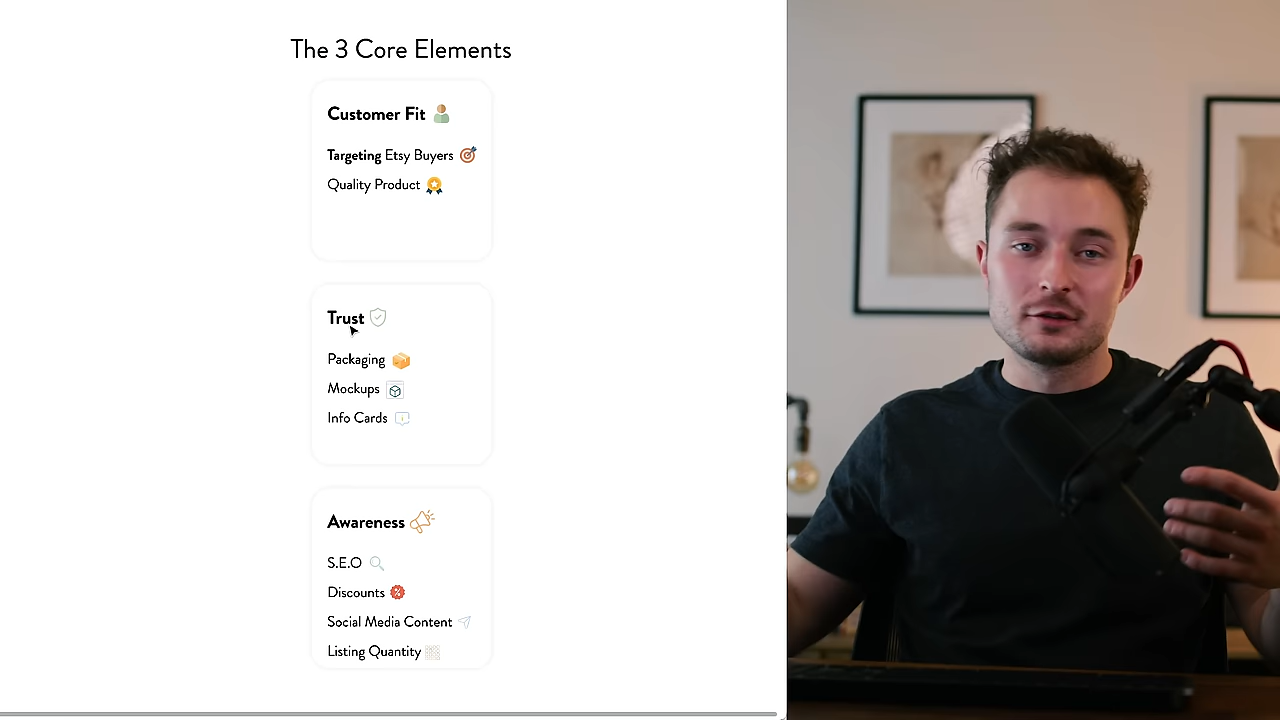 The 3 Core Elements
Customer Fit
Targeting Etsy Buyers
Quality Product
Trust
Packaging
Mockups
Info Cards
Awareness
S.E.O
Discounts
Social Media Content
Listing Quantity